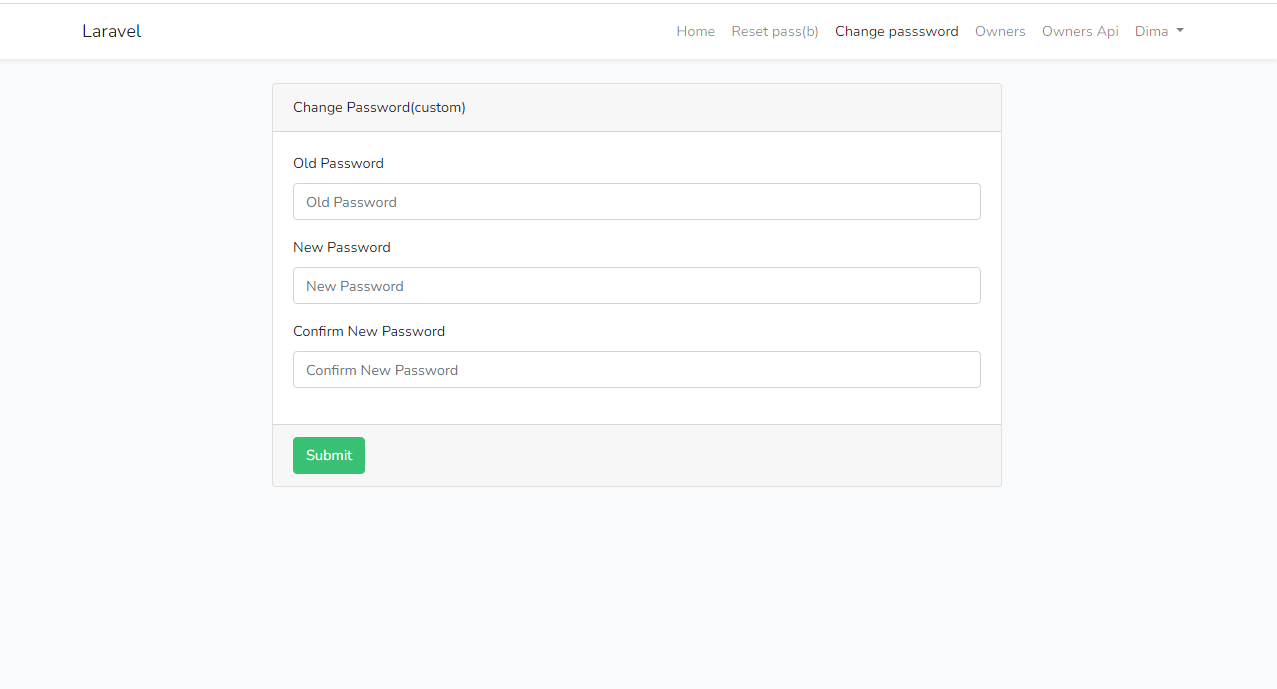 Laravel Home Reset pass(b) Change passsword Owners Owners Api Dima
Change Password(custom)
Old Password
Old Password
New Password
New Password
Confirm New Password
Confirm New Password
Submit